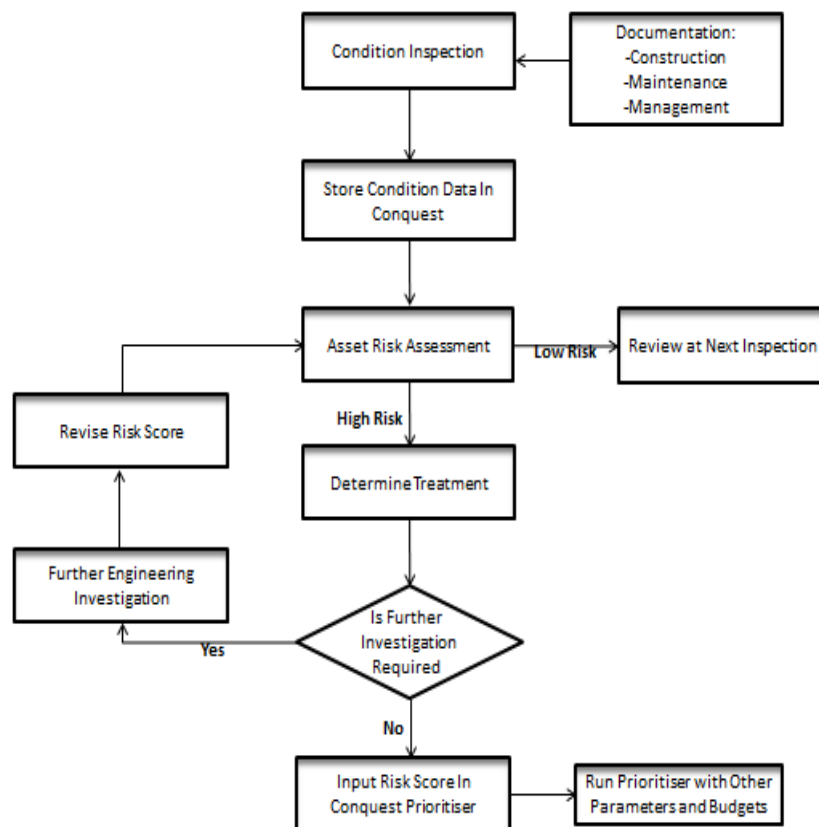 Condition Inspection
Documentation:
-Construction
-Maintenance
-Management
Store Condition Data In
Conquest
Asset Risk Assessment
Low Risk
Review at Next Inspection
High Risk
Revise Risk Score
Determine Treatment
Further Engineering
Investigation
Is Further
Investigation
Required
Yes
No
Input Risk Score In
Conquest Prioritiser
Run Prioritiser with Other
Parameters and Budgets